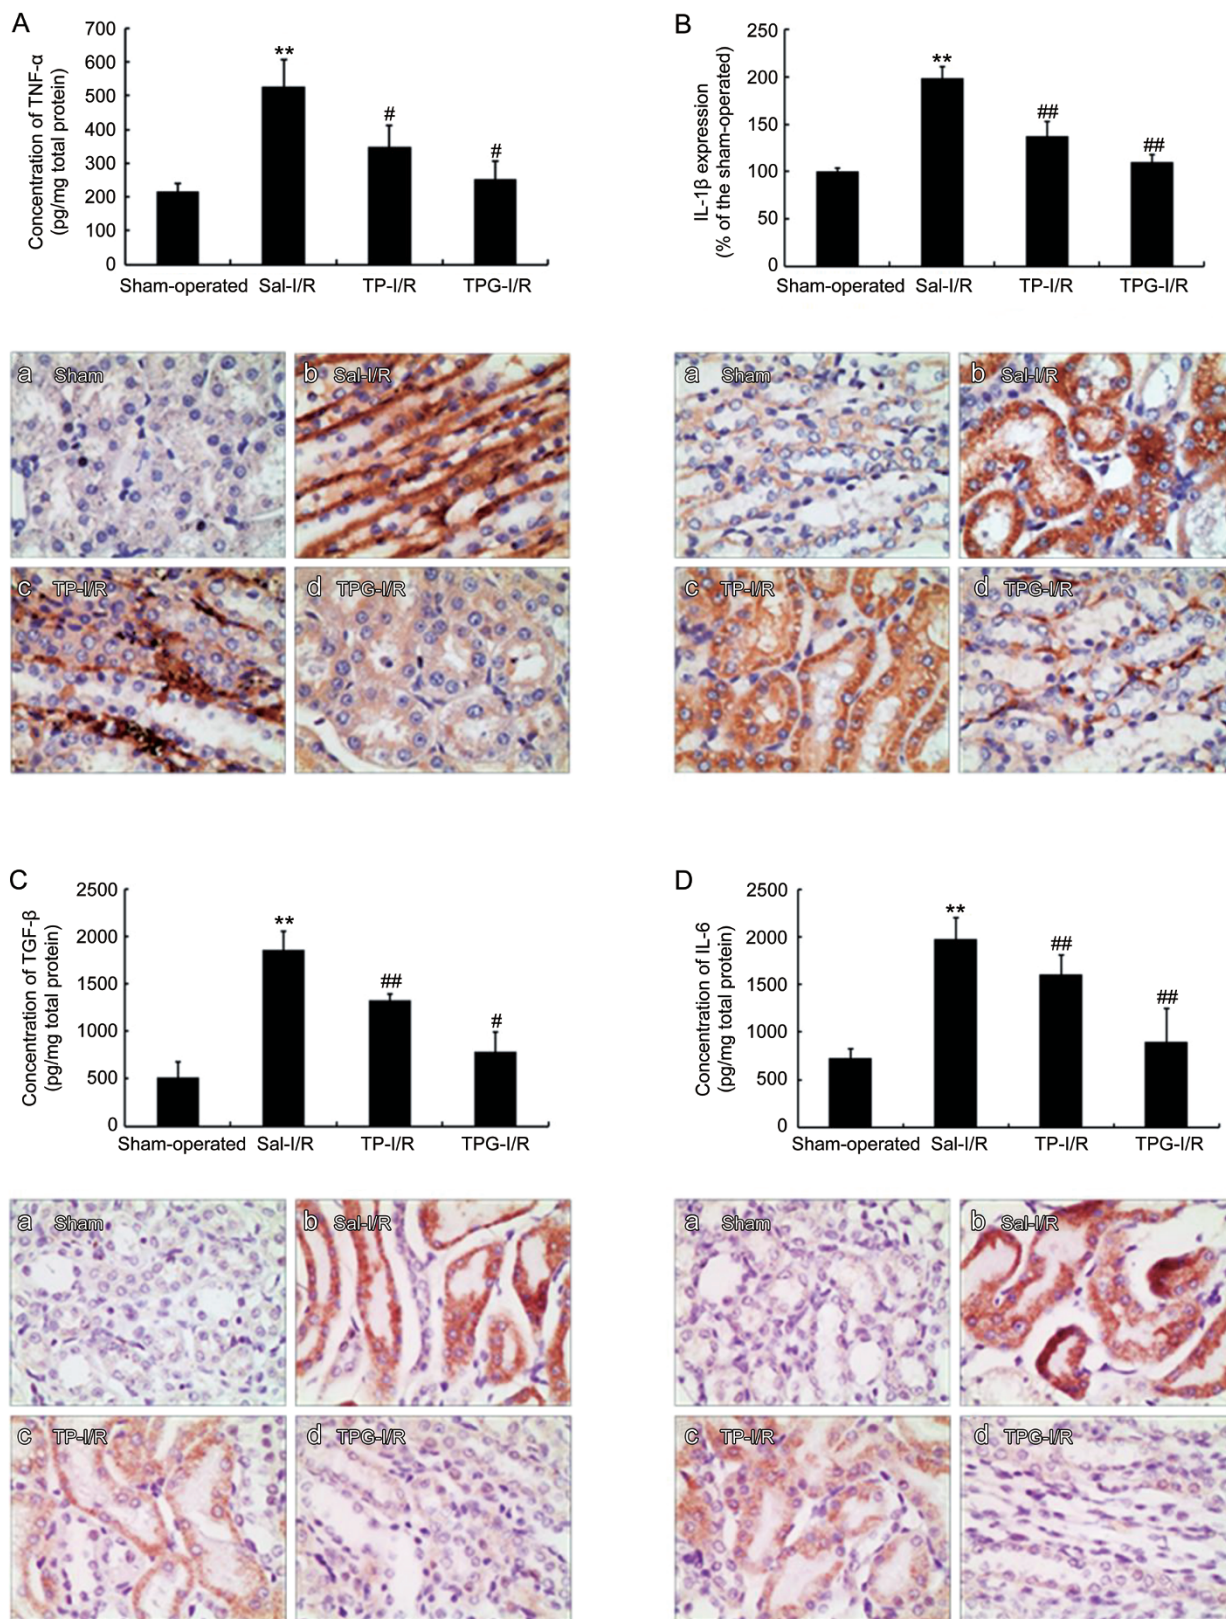 A
Concentration of TNF-α
(pg/mg total protein)
700
600
500
400
300
200
100
0
**
#
#
Sham-operated Sal-I/R TP-I/R TPG-I/R
a Sham
b Sal-I/R
c TP-I/R
d TPG-I/R
B
IL-1β expression
(% of the sham-operated)
250
200
150
100
50
0
**
##
##
Sham-operated Sal-I/R TP-I/R TPG-I/R
a Sham
b Sal-I/R
c TP-I/R
d TPG-I/R
C
Concentration of TGF-β
(pg/mg total protein)
2500
2000
1500
1000
500
0
**
##
#
Sham-operated Sal-I/R TP-I/R TPG-I/R
a Sham
b Sal-I/R
c TP-I/R
d TPG-I/R
D
Concentration of IL-6
(pg/mg total protein)
2500
2000
1500
1000
500
0
**
##
##
Sham-operated Sal-I/R TP-I/R TPG-I/R
a Sham
b Sal-I/R
c TP-I/R
d TPG-I/R